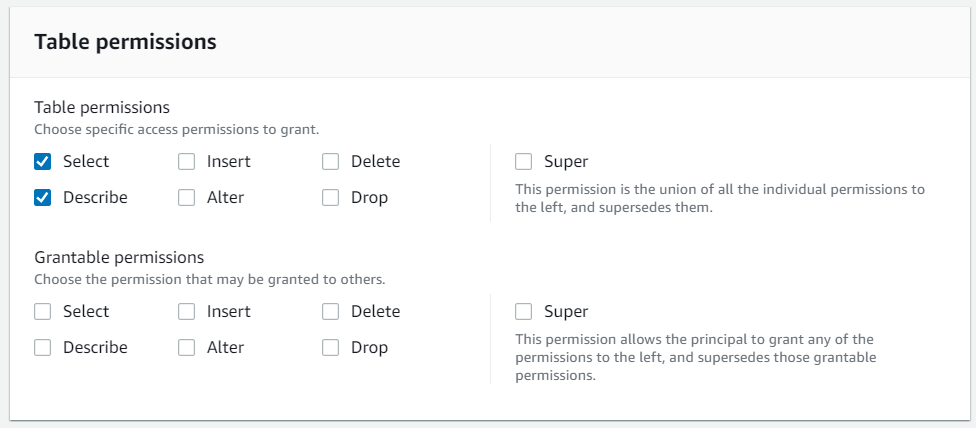 Table permissions
Table permissions
Choose specific access permissions to grant.
Select Insert Delete Super
Describe Alter Drop
This permission is the union of all the individual permissions to
the left, and supersedes them.
Grantable permissions
Choose the permission that may be granted to others.
Select Insert Delete Super
Describe Alter Drop
This permission allows the principal to grant any of the
permissions to the left, and supersedes those grantable
permissions.